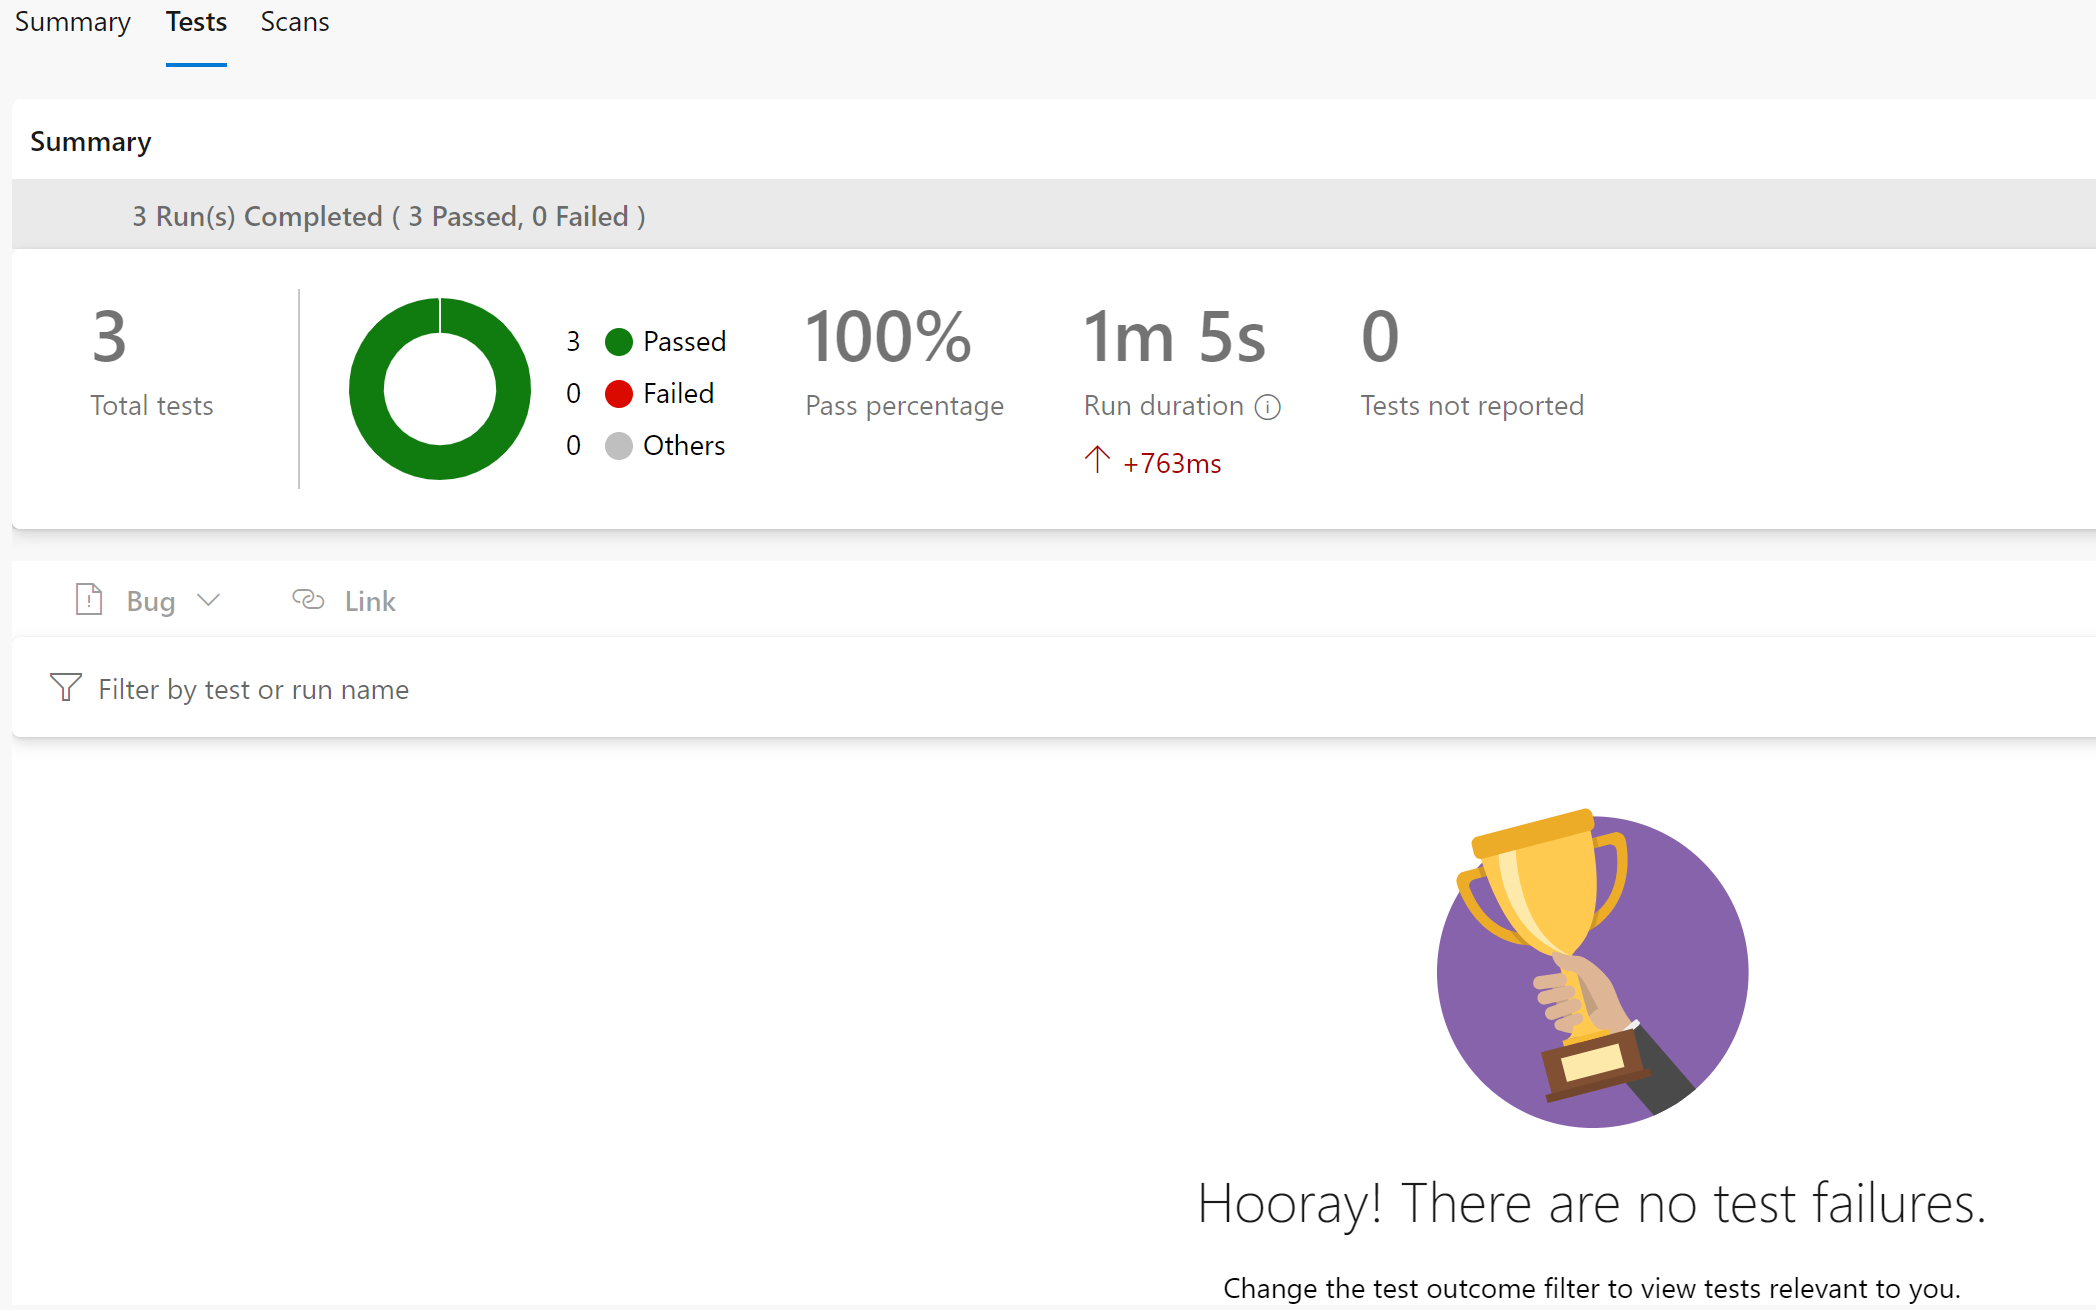 Summary Tests Scans
Summary
3 Run(s) Completed ( 3 Passed, 0 Failed )
3
Total tests
3 Passed
0 Failed
0 Others
100%
Pass percentage
1m 5s
Run duration
+763ms
0
Tests not reported
Bug Link
Filter by test or run name
Hooray! There are no test failures.
Change the test outcome filter to view tests relevant to you.